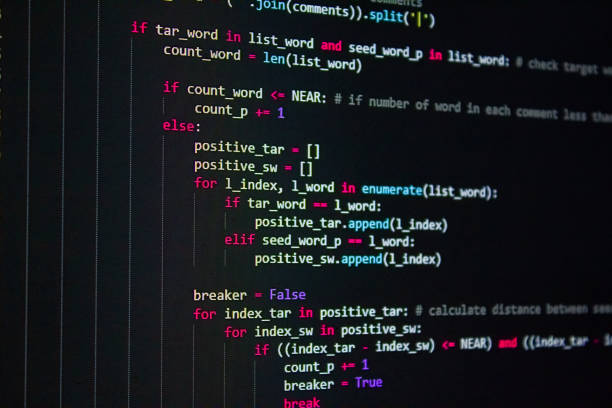 .join(comments)).split('|')
if tar_word in list_word and seed_word_p in list_word: # check target
count_word = len(list_word)
if count_word <= NEAR: # if number of word in each comment less
count_p += 1
else:
positive_tar = []
positive_sw = []
for l_index, l_word in enumerate(list_word):
if tar_word == l_word:
positive_tar.append(l_index)
elif seed_word_p == l_word:
positive_sw.append(l_index)
breaker = False
for index_tar in positive_tar: # calculate distance between
for index_sw in positive_sw:
if ((index_tar - index_sw) <= NEAR) and ((index_tar -
count_p += 1
breaker = True
break